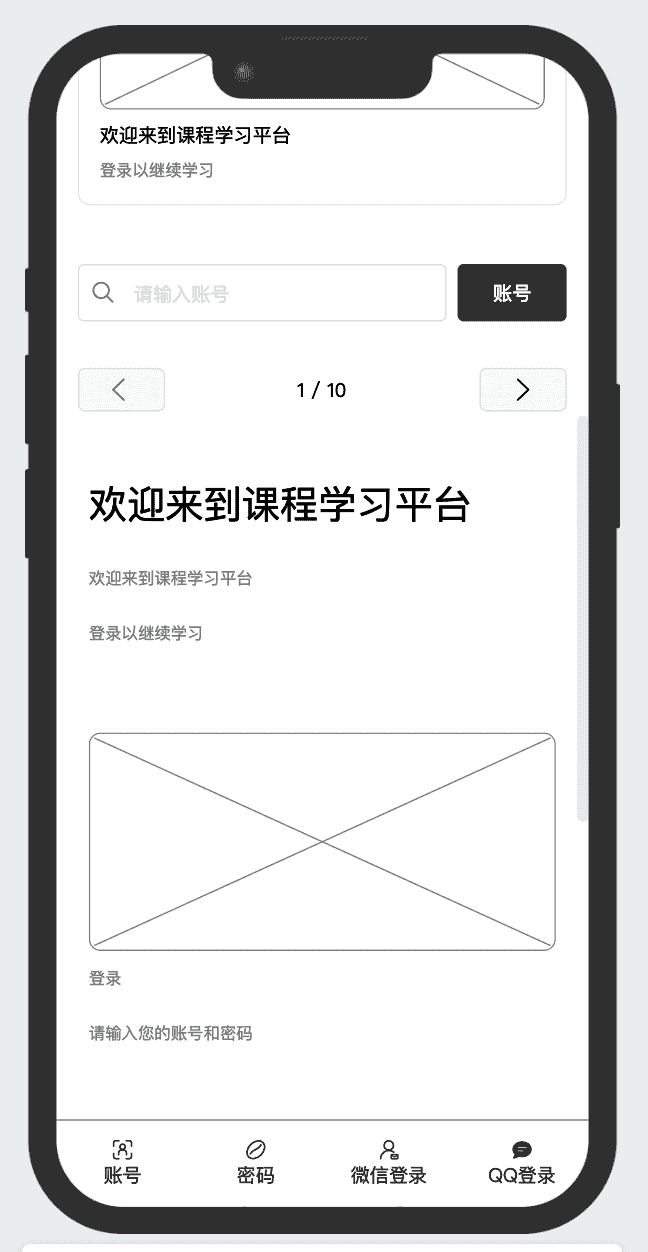 欢迎来到课程学习平台
登录以继续学习
请输入账号
账号
1 / 10
欢迎来到课程学习平台
欢迎来到课程学习平台
登录以继续学习
登录
请输入您的账号和密码
账号
密码
微信登录
QQ登录